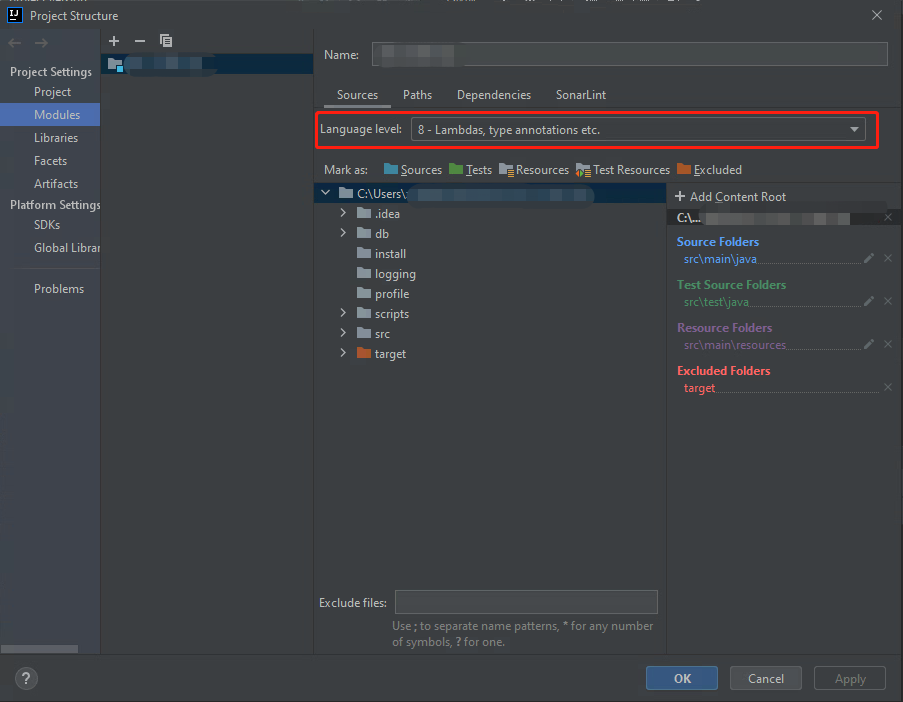 Project Structure
Project Settings
Project
Modules
Libraries
Facets
Artifacts
Platform Settings
SDKs
Global Librar
Problems
Name:
Sources Paths Dependencies SonarLint
Language level: 8 - Lambdas, type annotations etc.
Mark as: Sources Tests Resources Test Resources Excluded
C:\Users\
.idea
db
install
logging
profile
scripts
src
target
Add Content Root
C:\...
Source Folders
src\main\java
Test Source Folders
src\test\java
Resource Folders
src\main\resources
Excluded Folders
target
Exclude files:
Use ; to separate name patterns, * for any number
of symbols, ? for one.
?
OK Cancel Apply